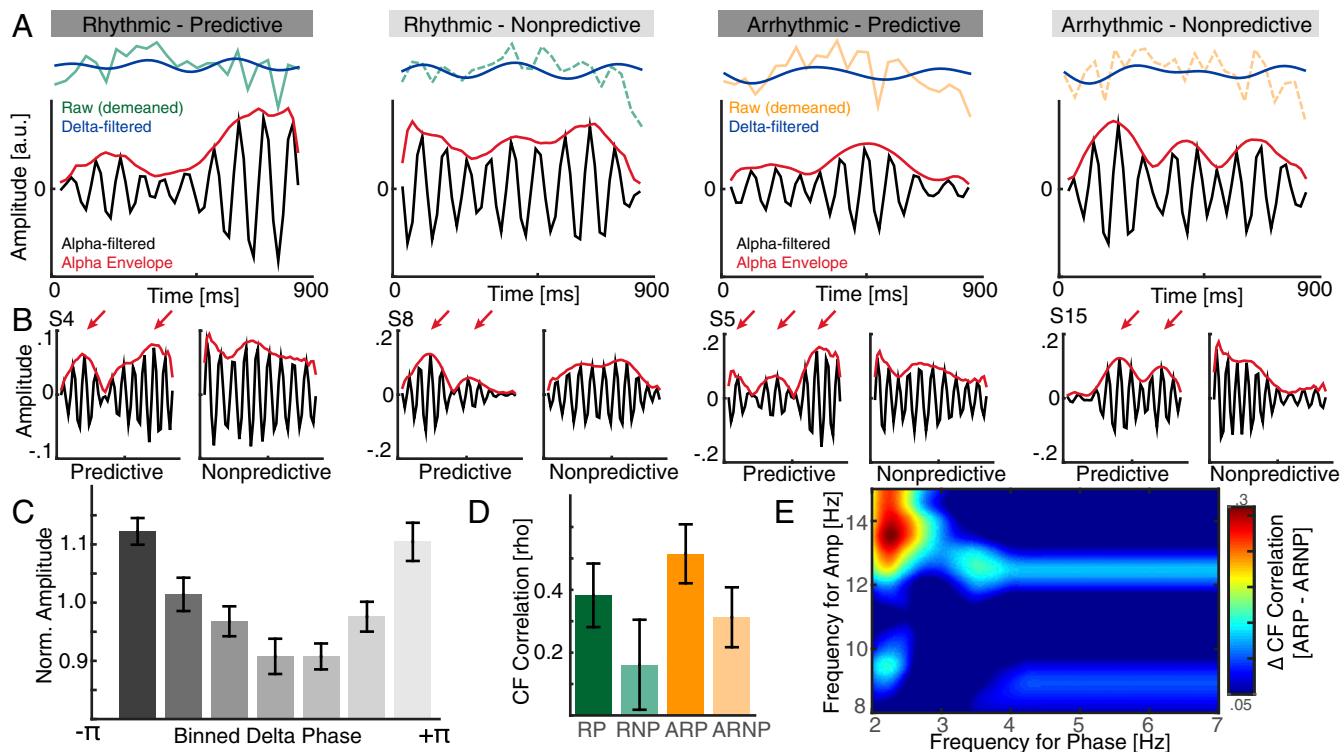 A
Rhythmic - Predictive
Rhythmic - Nonpredictive
Arrhythmic - Predictive
Arrhythmic - Nonpredictive
Raw (demeaned)
Delta-filtered
Raw (demeaned)
Delta-filtered
Amplitude [a.u.]
0
0
0
0
Alpha-filtered
Alpha Envelope
Alpha-filtered
Alpha Envelope
0 Time [ms] 900
0 Time [ms] 900
0 Time [ms] 900
0 Time [ms] 900
B
S4
S8
S5
S15
Amplitude
.1
0
-.1
.2
0
-.2
.2
0
-.2
.2
0
-.2
Predictive Nonpredictive
Predictive Nonpredictive
Predictive Nonpredictive
Predictive Nonpredictive
C
Norm. Amplitude
1.1
1.0
0.9
-π Binned Delta Phase +π
D
CF Correlation [rho]
0.4
0.2
RP RNP ARP ARNP
E
Frequency for Amp [Hz]
14
12
10
8
2 3 4 5 6 7
Frequency for Phase [Hz]
.3
.05
Δ CF Correlation
[ARP - ARNP]